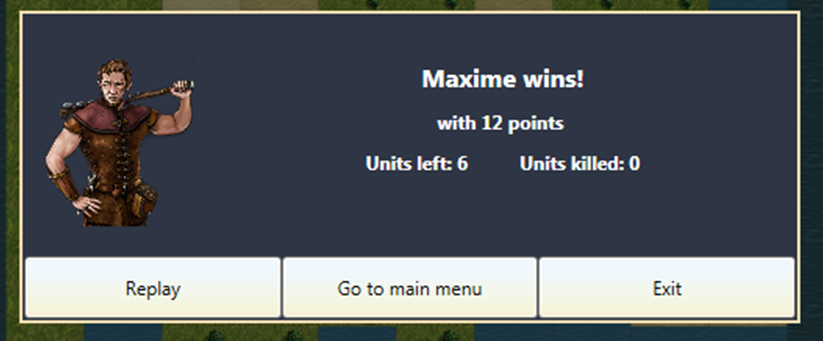 Maxime wins!
with 12 points
Units left: 6 Units killed: 0
Replay Go to main menu Exit